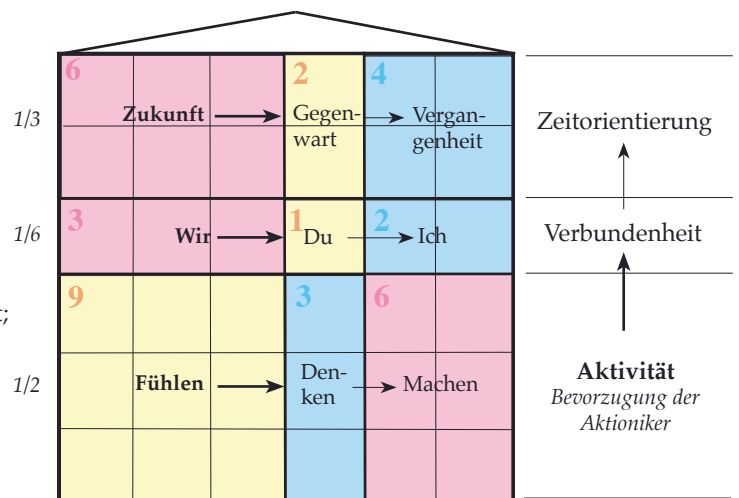 6
2
4
1/3
Zukunft
Gegen-
wart
Vergan-
genheit
Zeitorientierung
3
1
2
1/6
Wir
Du
Ich
Verbundenheit
9
3
6
t;
1/2
Fühlen
Den-
ken
Machen
Aktivität
Bevorzugung der
Aktioniker